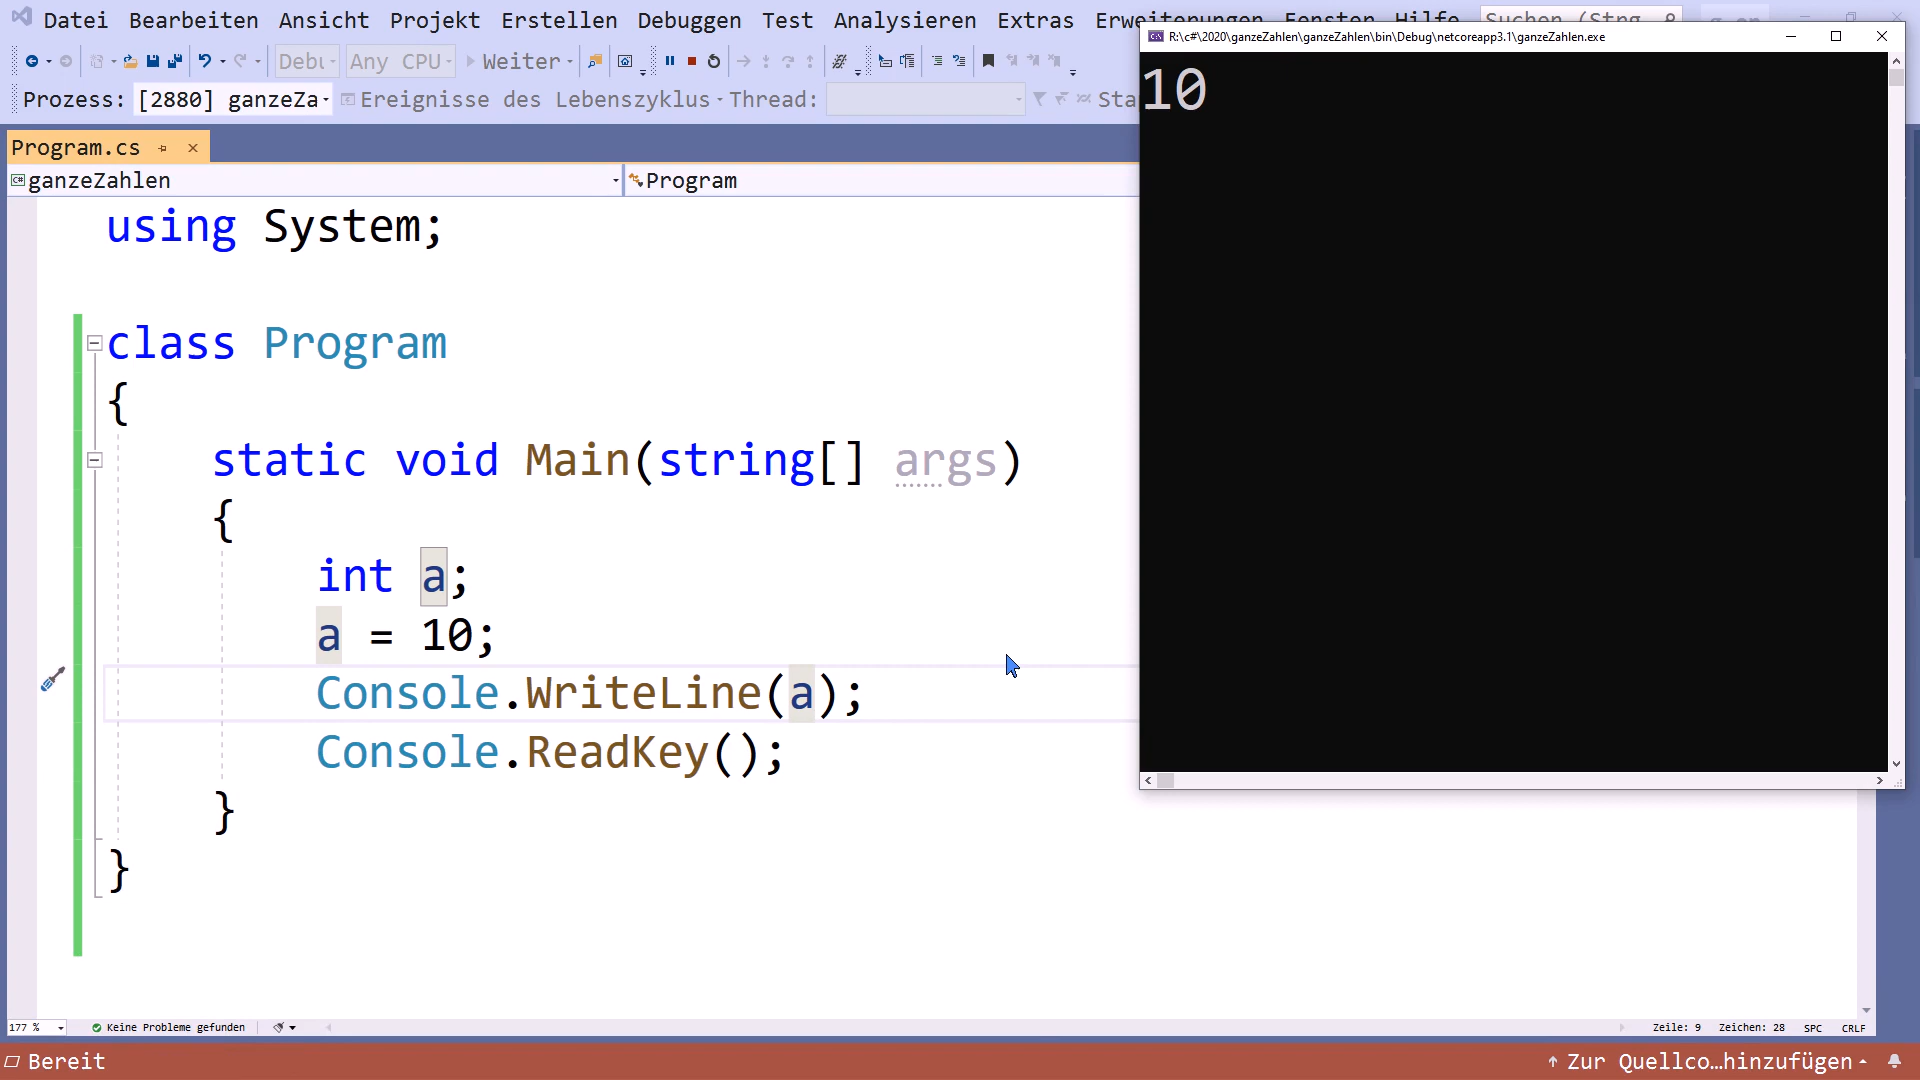 Datei Bearbeiten Ansicht Projekt Erstellen Debuggen Test Analysieren Extras Erweiterungen Fenster Hilfe
Any CPU Weiter
Prozess: [2880] ganzeZa Ereignisse des Lebenszyklus Thread:
Program.cs
ganzeZahlen Program
using System;
class Program
{
static void Main(string[] args)
{
int a;
a = 10;
Console.WriteLine(a);
Console.ReadKey();
}
}
R:\c#\2020\ganzeZahlen\ganzeZahlen\bin\Debug\netcoreapp3.1\ganzeZahlen.exe
10
177 % Keine Probleme gefunden Zeile: 9 Zeichen: 28 SPC CRLF
Bereit Zur Quellco…hinzufügen